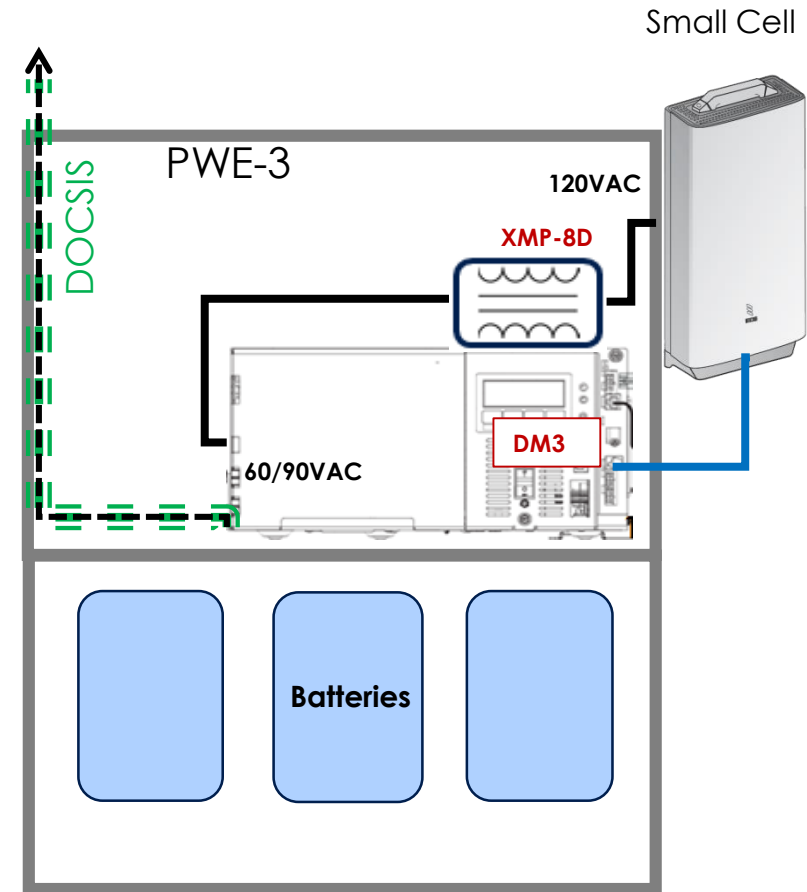 Small Cell
PWE-3
DOCSIS
120VAC
XMP-8D
DM3
60/90VAC
Batteries